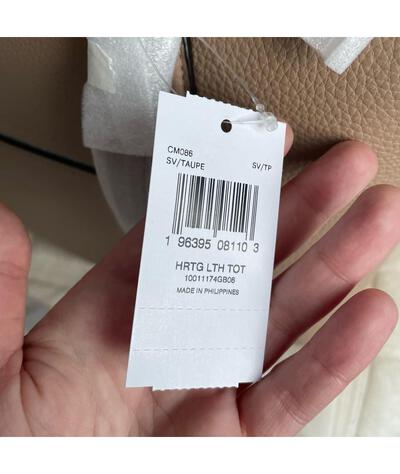 CM086
SV/TAUPE SV/TP
1 96395 08110 3
HRTG LTH TOT
10011174GB06
MADE IN PHILIPPINES